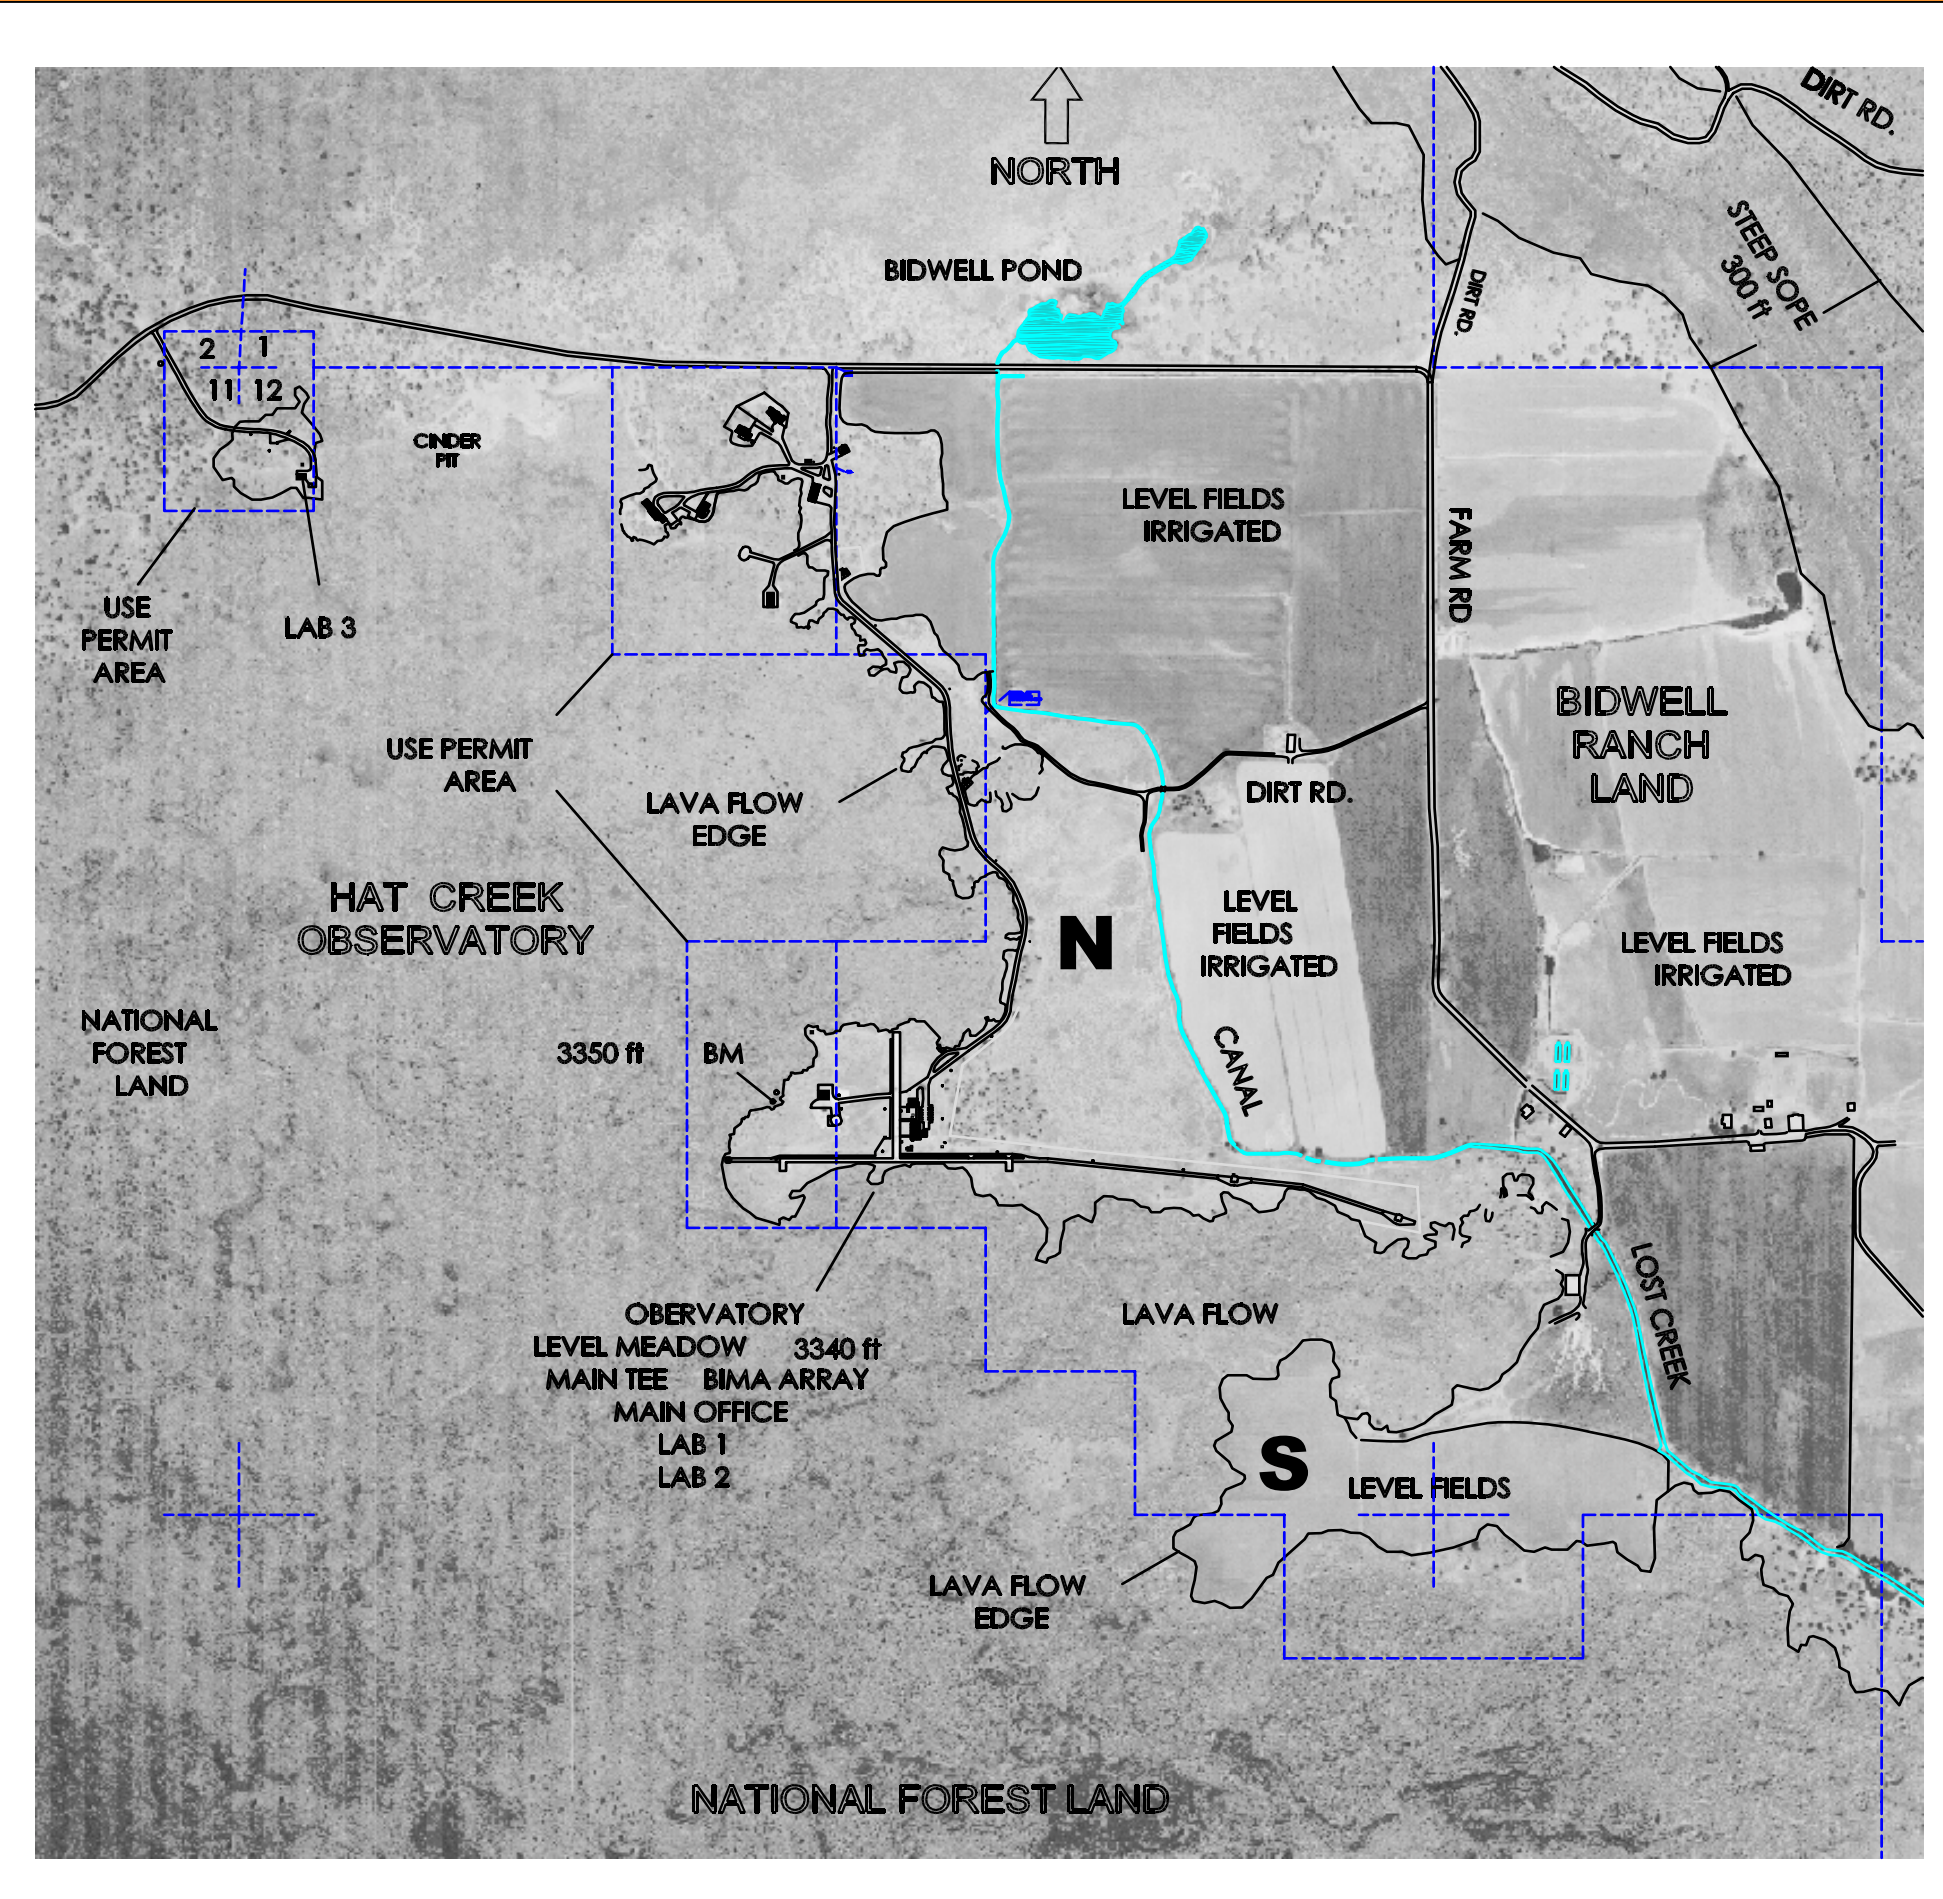 DIRT RD.
NORTH
STEEP SOPE
300 ft
BIDWELL POND
DIRT RD.
2 1
11 12
CINDER
PIT
LEVEL FIELDS
IRRIGATED
FARM RD
USE
PERMIT
AREA
LAB 3
BIDWELL
RANCH
LAND
USE PERMIT
AREA
LAVA FLOW
EDGE
DIRT RD.
HAT CREEK
OBSERVATORY
N
LEVEL
FIELDS
IRRIGATED
LEVEL FIELDS
IRRIGATED
NATIONAL
FOREST
LAND
3350 ft BM
CANAL
LOST CREEK
OBERVATORY
LEVEL MEADOW 3340 ft
MAIN TEE BIMA ARRAY
MAIN OFFICE
LAB 1
LAB 2
LAVA FLOW
S
LEVEL FIELDS
LAVA FLOW
EDGE
NATIONAL FOREST LAND